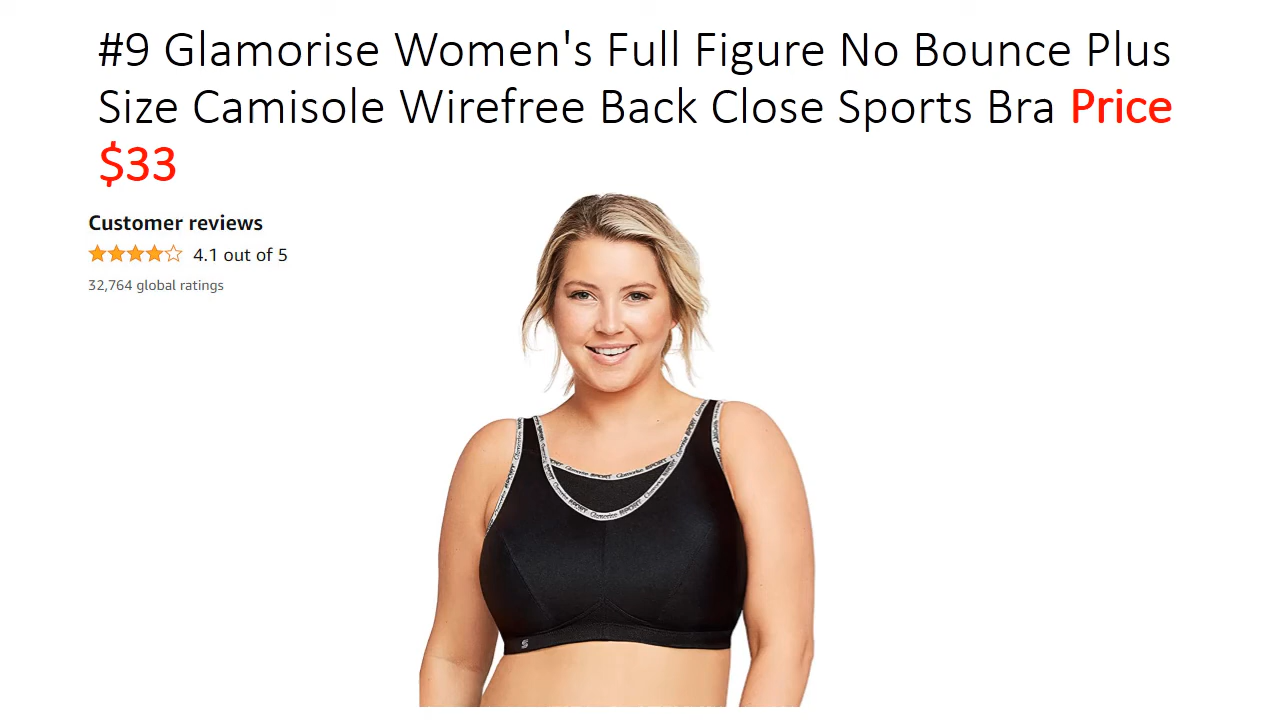 #9 Glamorise Women's Full Figure No Bounce Plus
Size Camisole Wirefree Back Close Sports Bra Price
$33
Customer reviews
4.1 out of 5
32,764 global ratings